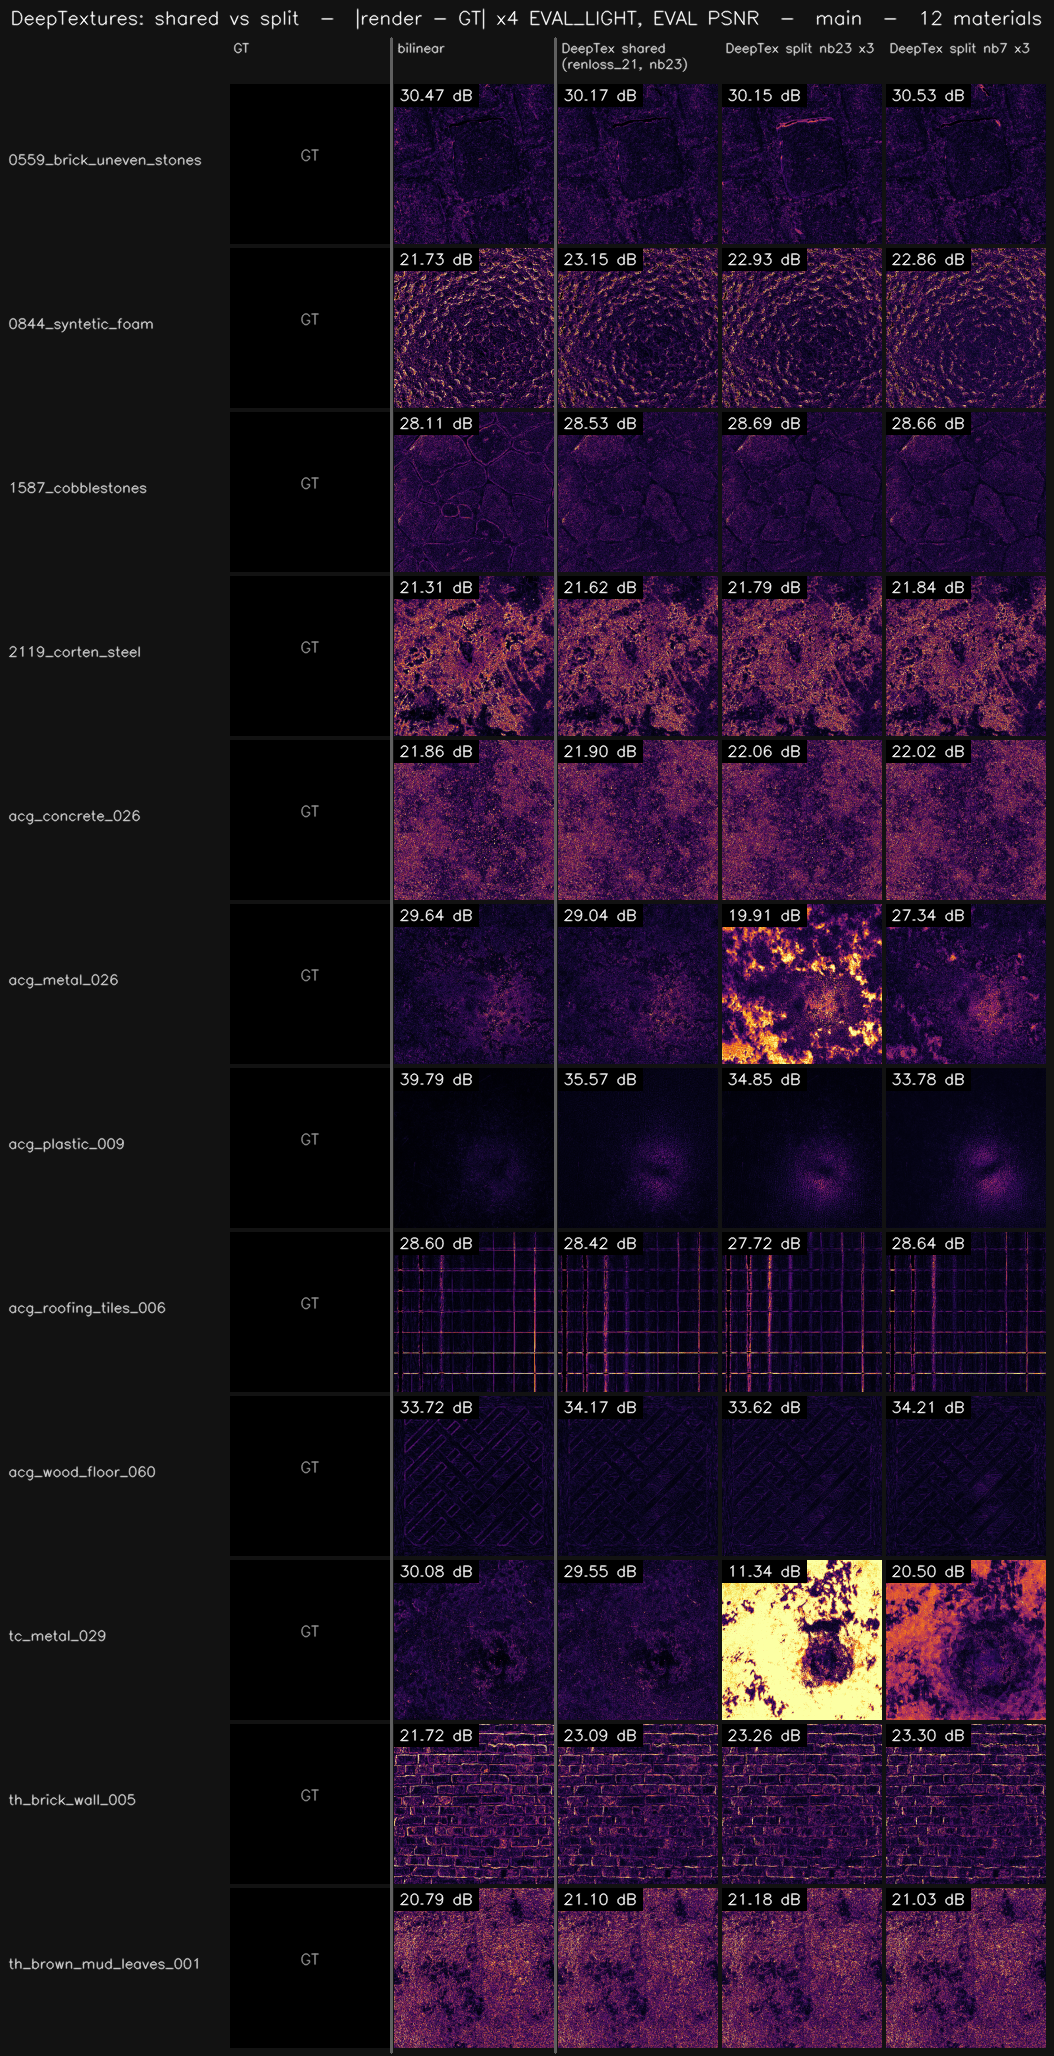 DeepTextures: shared vs split – |render – GT| x4 EVAL_LIGHT, EVAL PSNR – main – 12 materials
GT bilinear DeepTex shared DeepTex split nb23 x3 DeepTex split nb7 x3
(renloss_21, nb23)
30.47 dB 30.17 dB 30.15 dB 30.53 dB
0559_brick_uneven_stones GT
21.73 dB 23.15 dB 22.93 dB 22.86 dB
0844_syntetic_foam GT
28.11 dB 28.53 dB 28.69 dB 28.66 dB
1587_cobblestones GT
21.31 dB 21.62 dB 21.79 dB 21.84 dB
2119_corten_steel GT
21.86 dB 21.90 dB 22.06 dB 22.02 dB
acg_concrete_026 GT
29.64 dB 29.04 dB 19.91 dB 27.34 dB
acg_metal_026 GT
39.79 dB 35.57 dB 34.85 dB 33.78 dB
acg_plastic_009 GT
28.60 dB 28.42 dB 27.72 dB 28.64 dB
acg_roofing_tiles_006 GT
33.72 dB 34.17 dB 33.62 dB 34.21 dB
acg_wood_floor_060 GT
30.08 dB 29.55 dB 11.34 dB 20.50 dB
tc_metal_029 GT
21.72 dB 23.09 dB 23.26 dB 23.30 dB
th_brick_wall_005 GT
20.79 dB 21.10 dB 21.18 dB 21.03 dB
th_brown_mud_leaves_001 GT